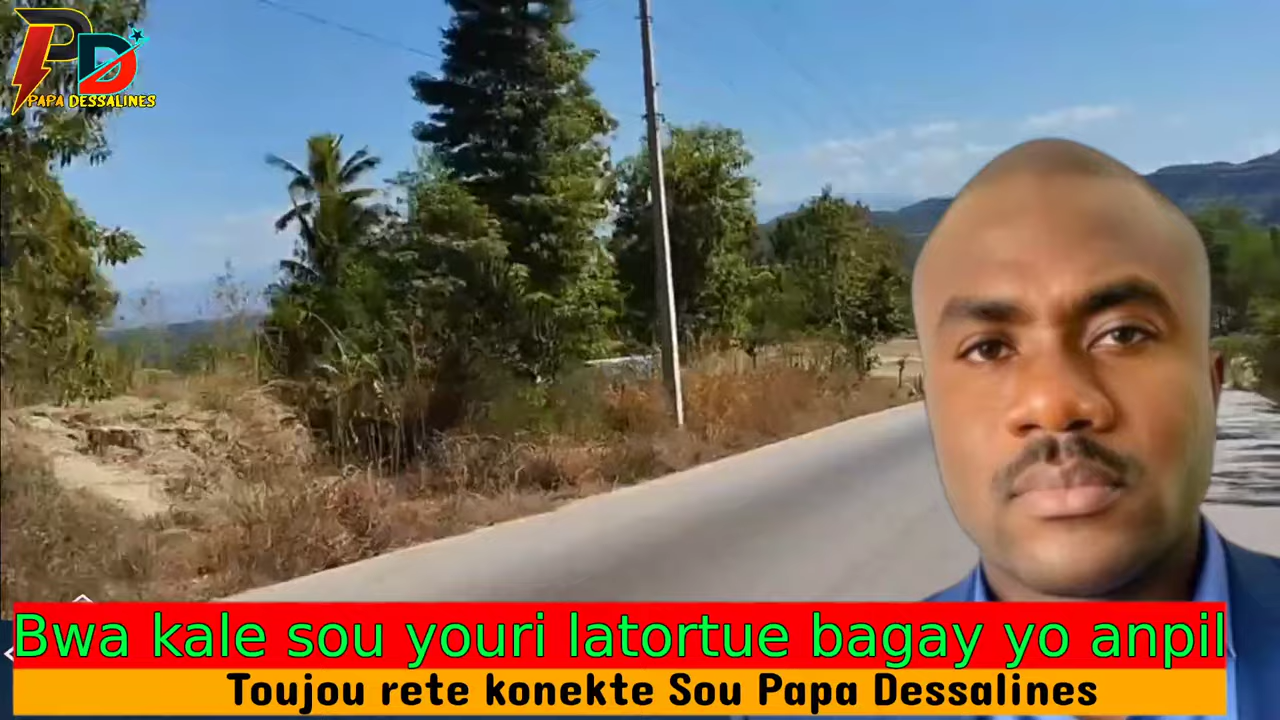 PD
PAPA DESSALINES
Bwa kale sou youri latortue bagay yo anpil
Toujou rete konekte Sou Papa Dessalines